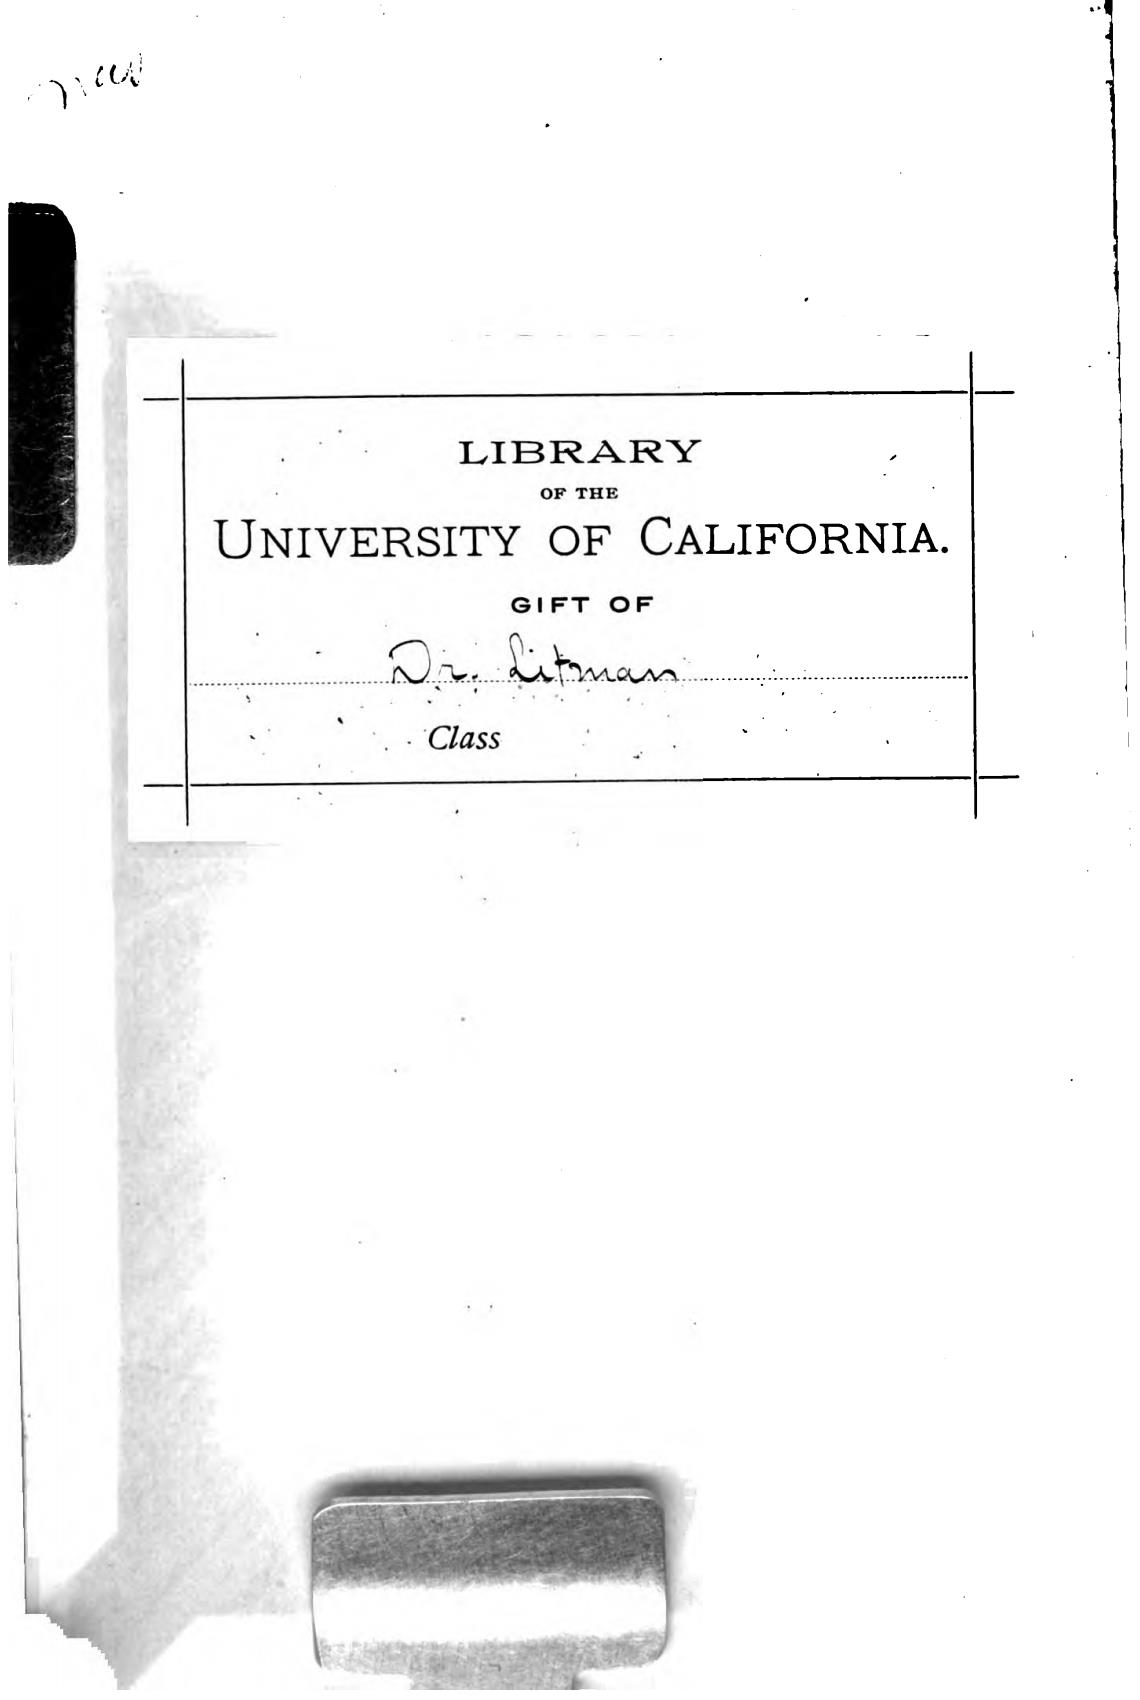 LIBRARY
OF THE
UNIVERSITY OF CALIFORNIA.
GIFT OF
Dr. Litman
Class